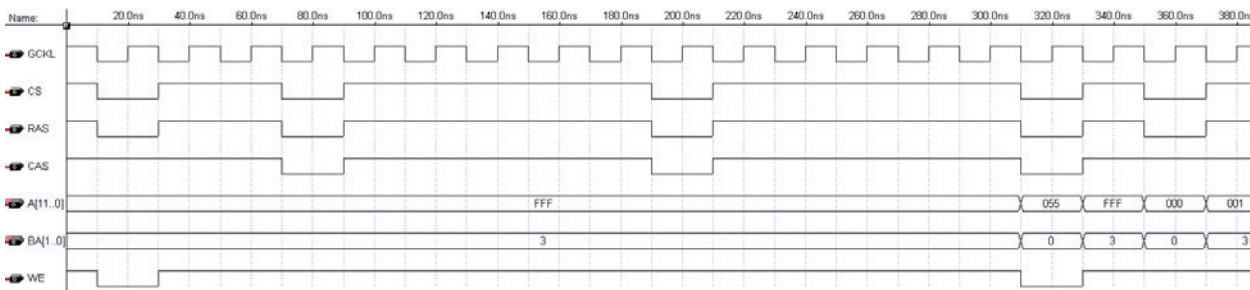 Name: 20.0ns 40.0ns 60.0ns 80.0ns 100.0ns 120.0ns 140.0ns 160.0ns 180.0ns 200.0ns 220.0ns 240.0ns 260.0ns 280.0ns 300.0ns 320.0ns 340.0ns 360.0ns 380.0ns
GCKL
CS
RAS
CAS
A[11..0] FFF 055 FFF 000 001
BA[1..0] 3 0 3 0 3
WE